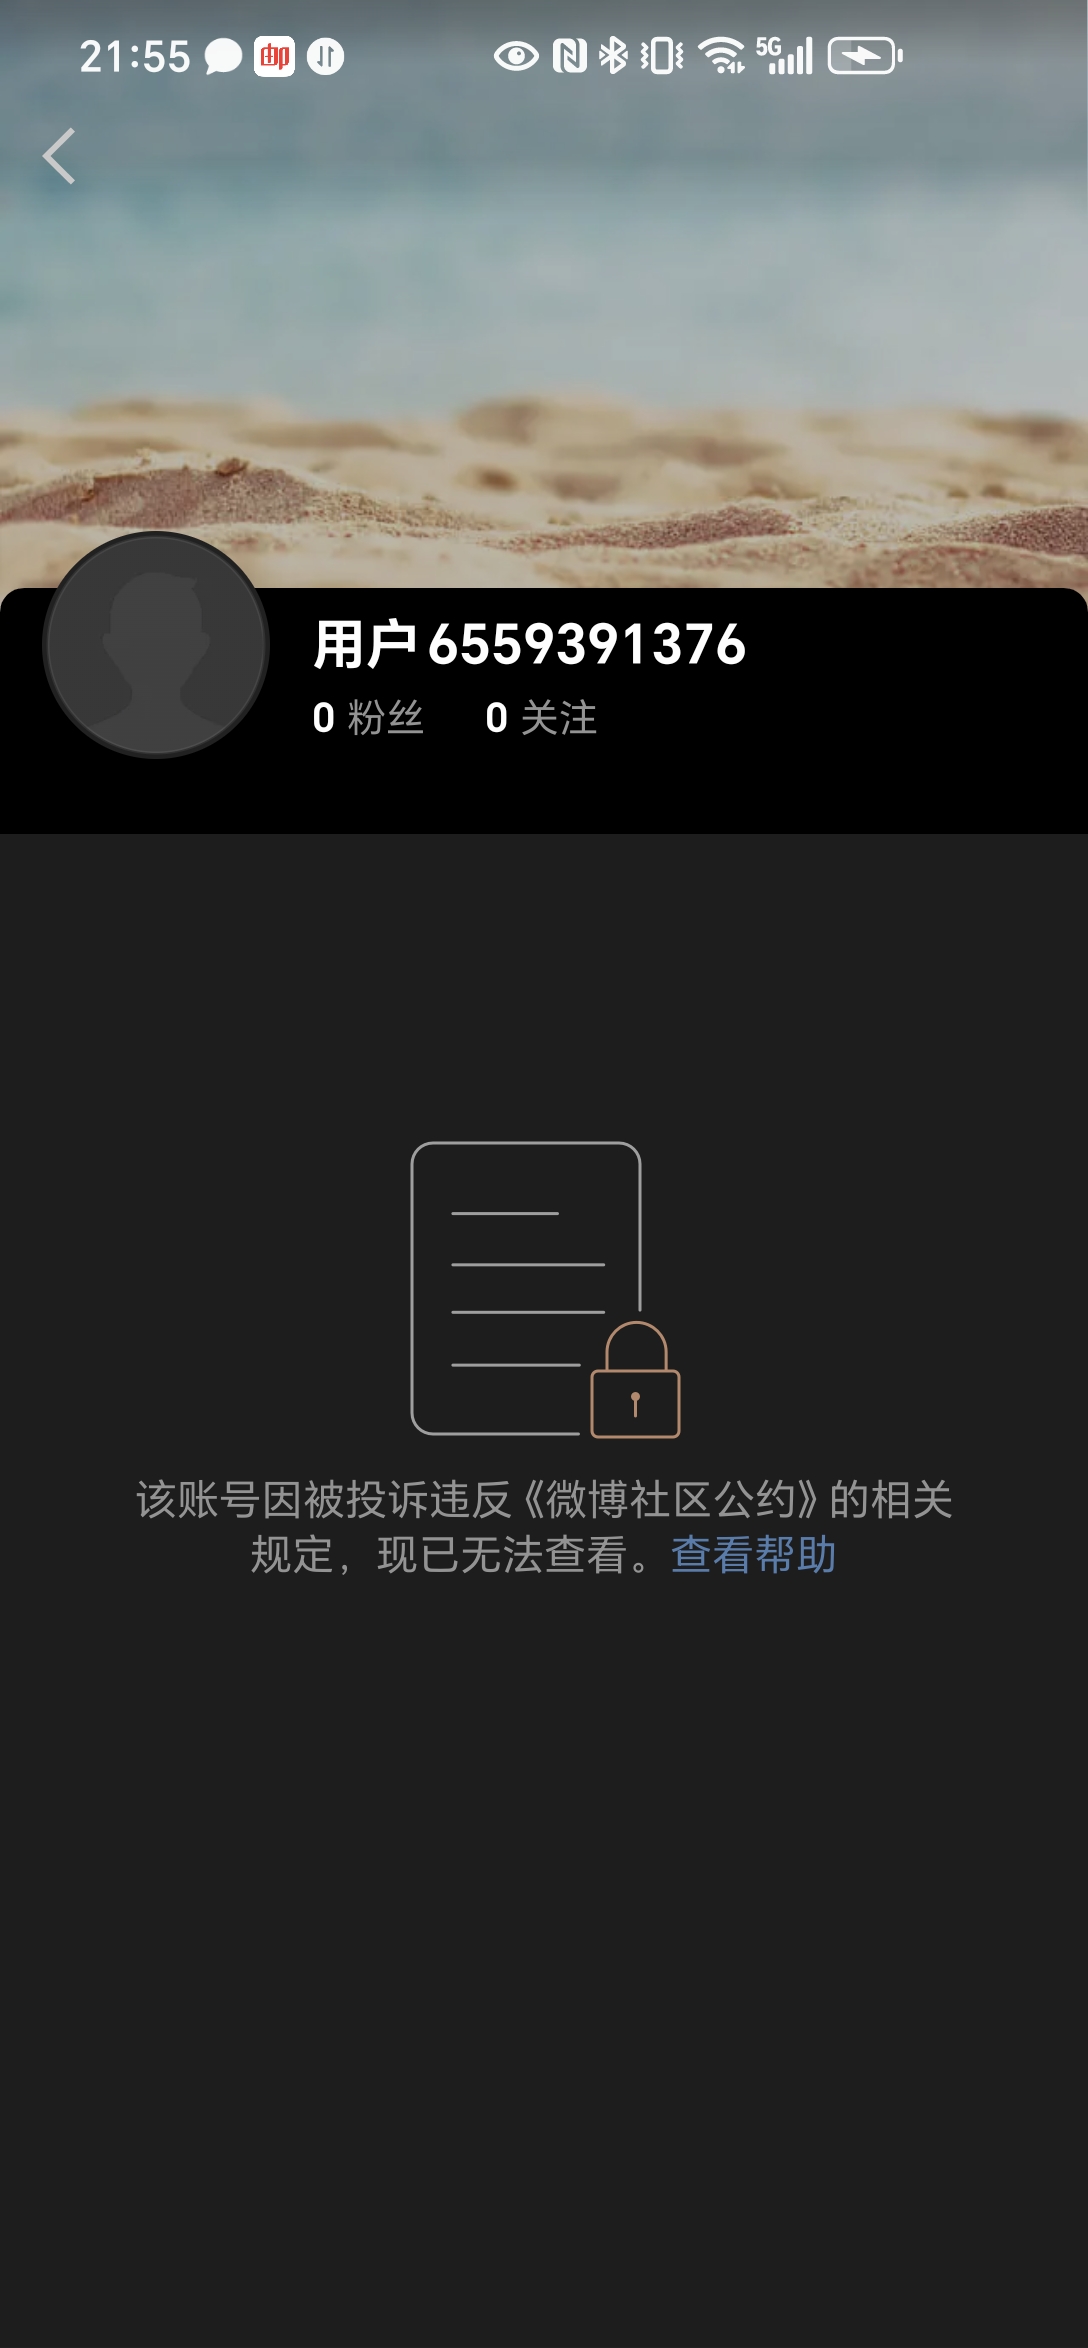 21:55
5G
用户6559391376
0 粉丝 0 关注
该账号因被投诉违反《微博社区公约》的相关
规定，现已无法查看。查看帮助